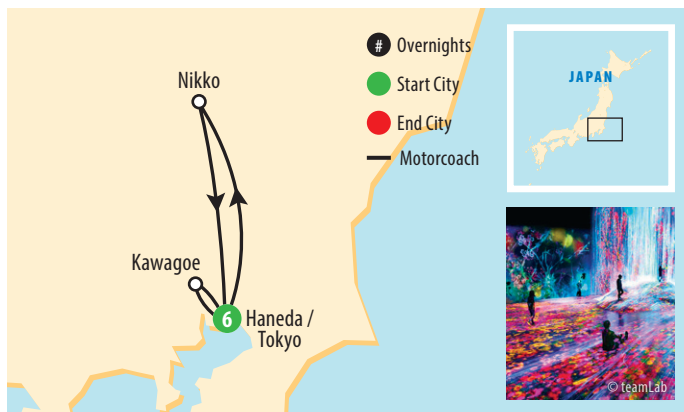 # Overnights
Start City
End City
Motorcoach
Nikko
Kawagoe
6
Haneda /
Tokyo
JAPAN
© teamLab